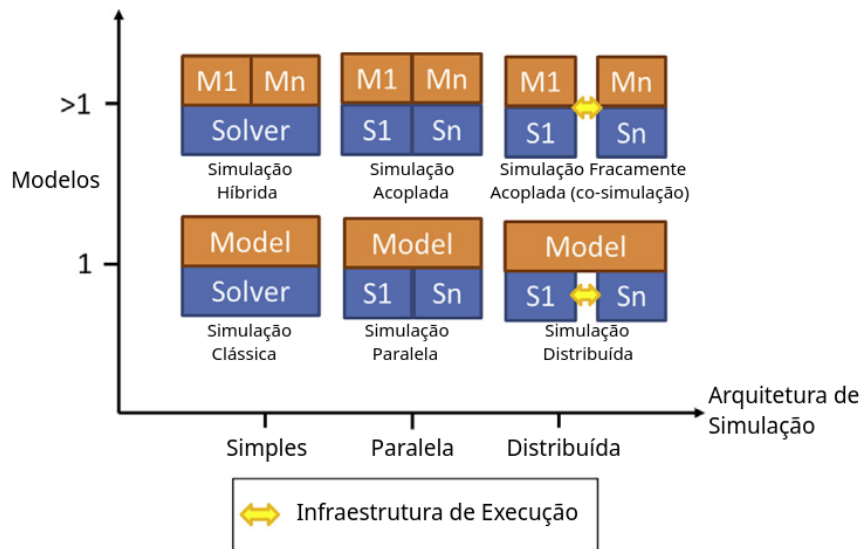 M1 Mn M1 Mn M1 Mn
>1
Solver S1 Sn S1 Sn
Simulação Simulação Simulação Fracamente
Híbrida Acoplada Acoplada (co-simulação)
Modelos
Model Model Model
1
Solver S1 Sn S1 Sn
Simulação Simulação Simulação
Clássica Paralela Distribuída
Arquitetura de
Simulação
Simples Paralela Distribuída
Infraestrutura de Execução